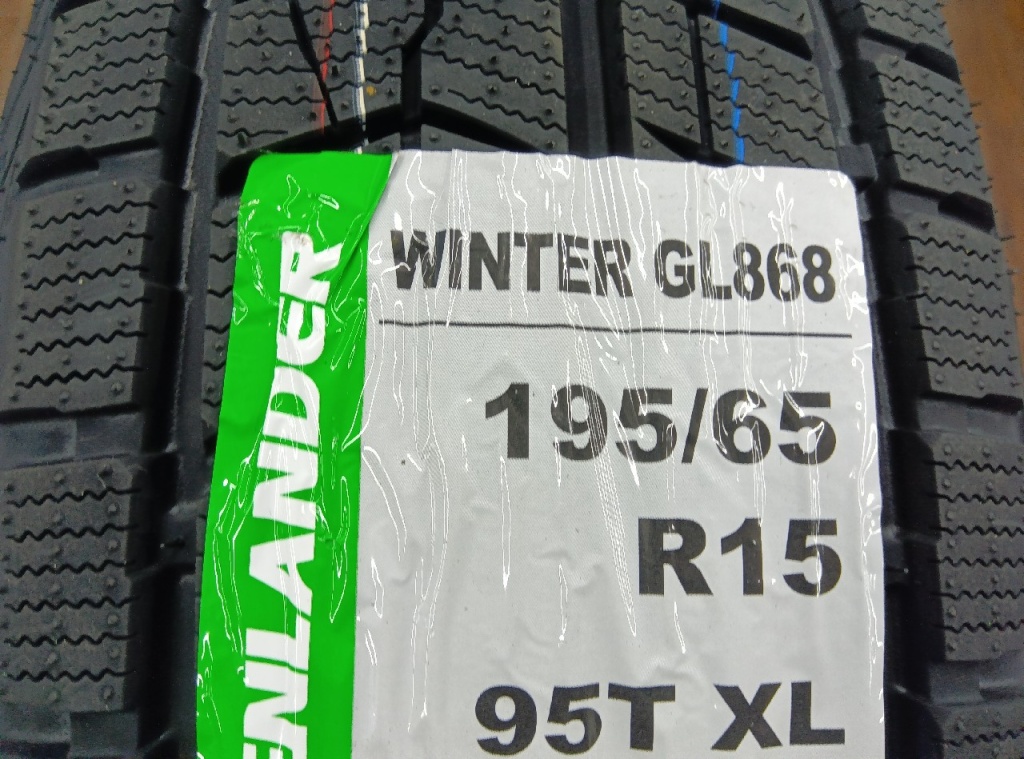 WINTER GL868
195/65
R15
95T XL
ENLANDER